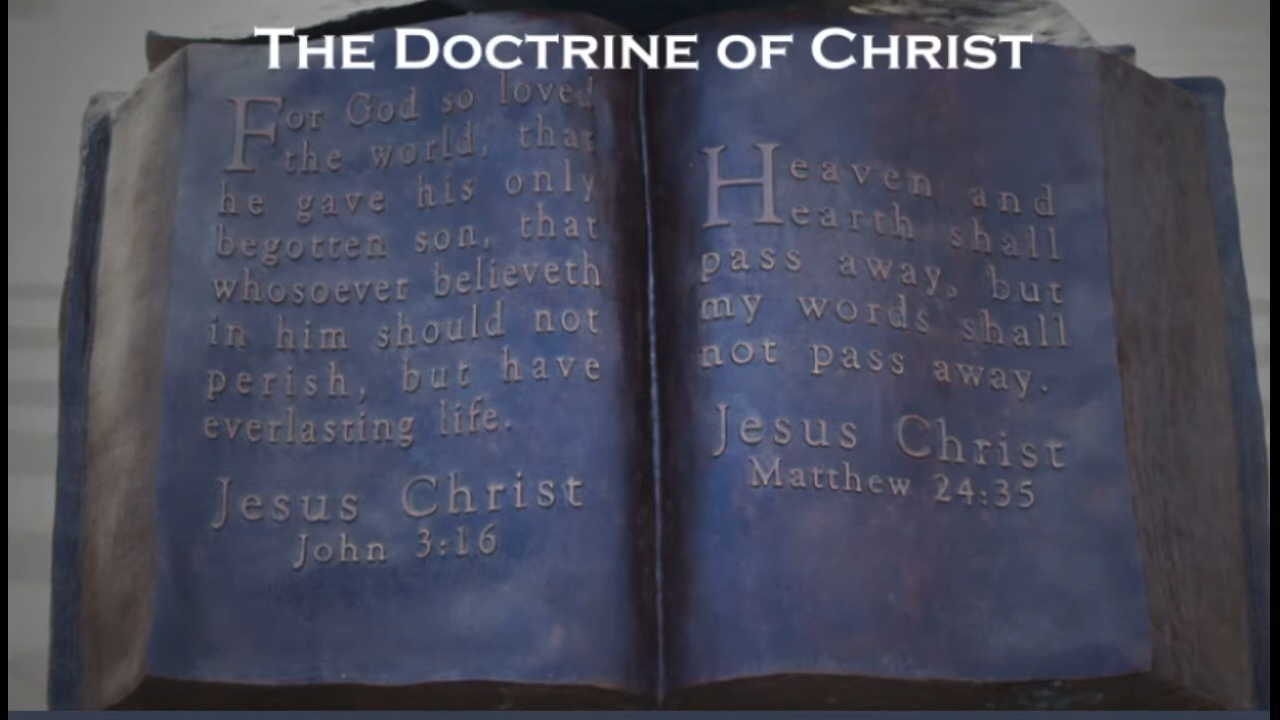 THE DOCTRINE OF CHRIST
For God so loved
the world, that
he gave his only
begotten son, that
whosoever believeth
in him should not
perish, but have
everlasting life.
Jesus Christ
John 3:16
Heaven and
earth shall
pass away, but
my words shall
not pass away.
Jesus Christ
Matthew 24:35